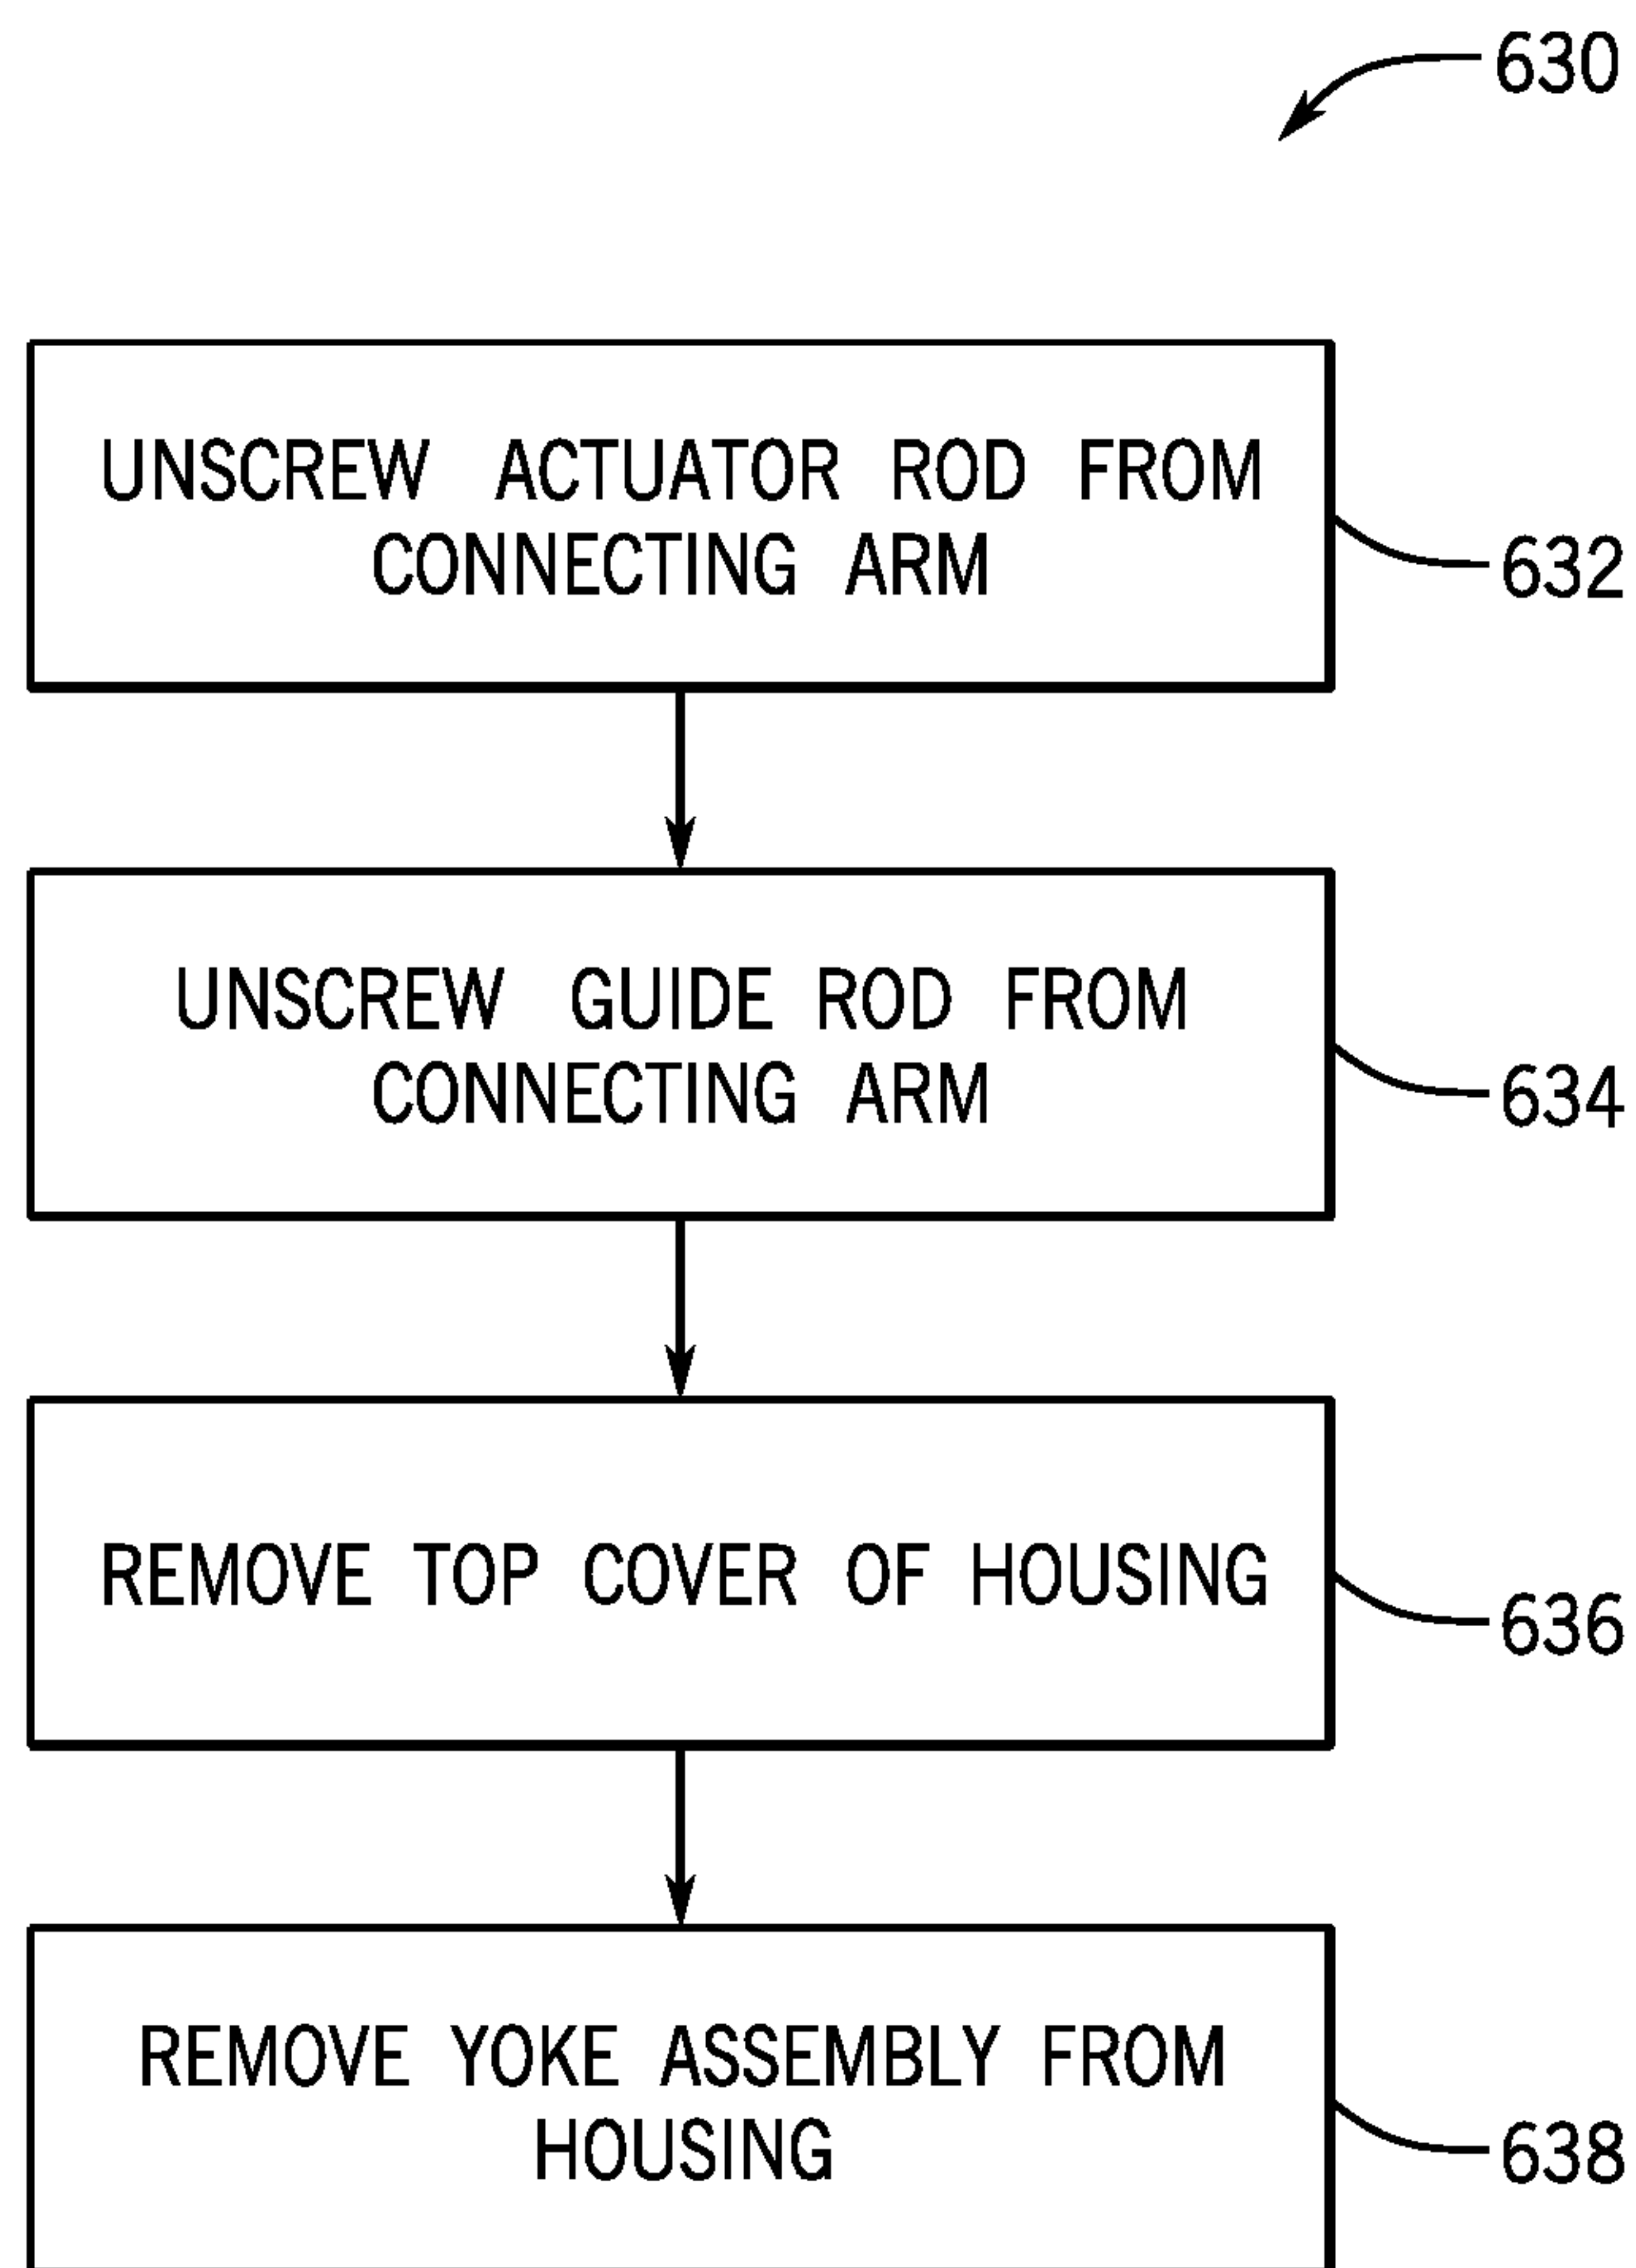 630
UNSCREW ACTUATOR ROD FROM
CONNECTING ARM
632
UNSCREW GUIDE ROD FROM
CONNECTING ARM
634
REMOVE TOP COVER OF HOUSING
636
REMOVE YOKE ASSEMBLY FROM
HOUSING
638